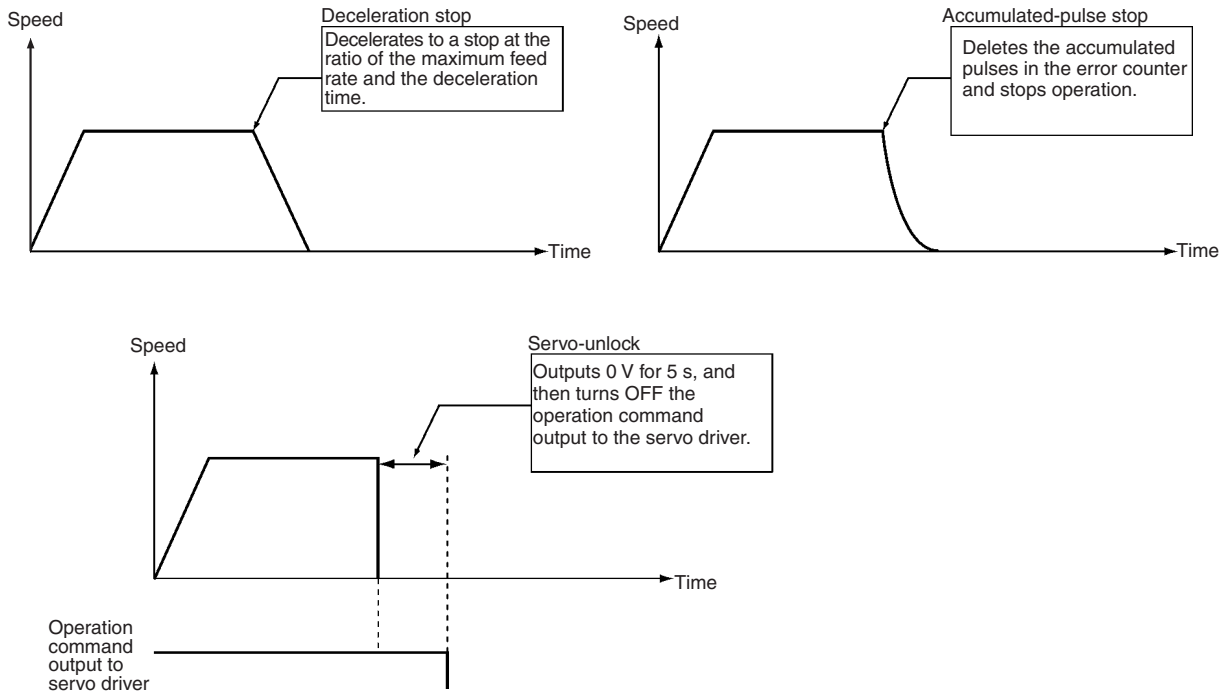 Speed
Deceleration stop
Decelerates to a stop at the
ratio of the maximum feed
rate and the deceleration
time.
Time
Speed
Accumulated-pulse stop
Deletes the accumulated
pulses in the error counter
and stops operation.
Time
Speed
Servo-unlock
Outputs 0 V for 5 s, and
then turns OFF the
operation command
output to the servo driver.
Time
Operation
command
output to
servo driver